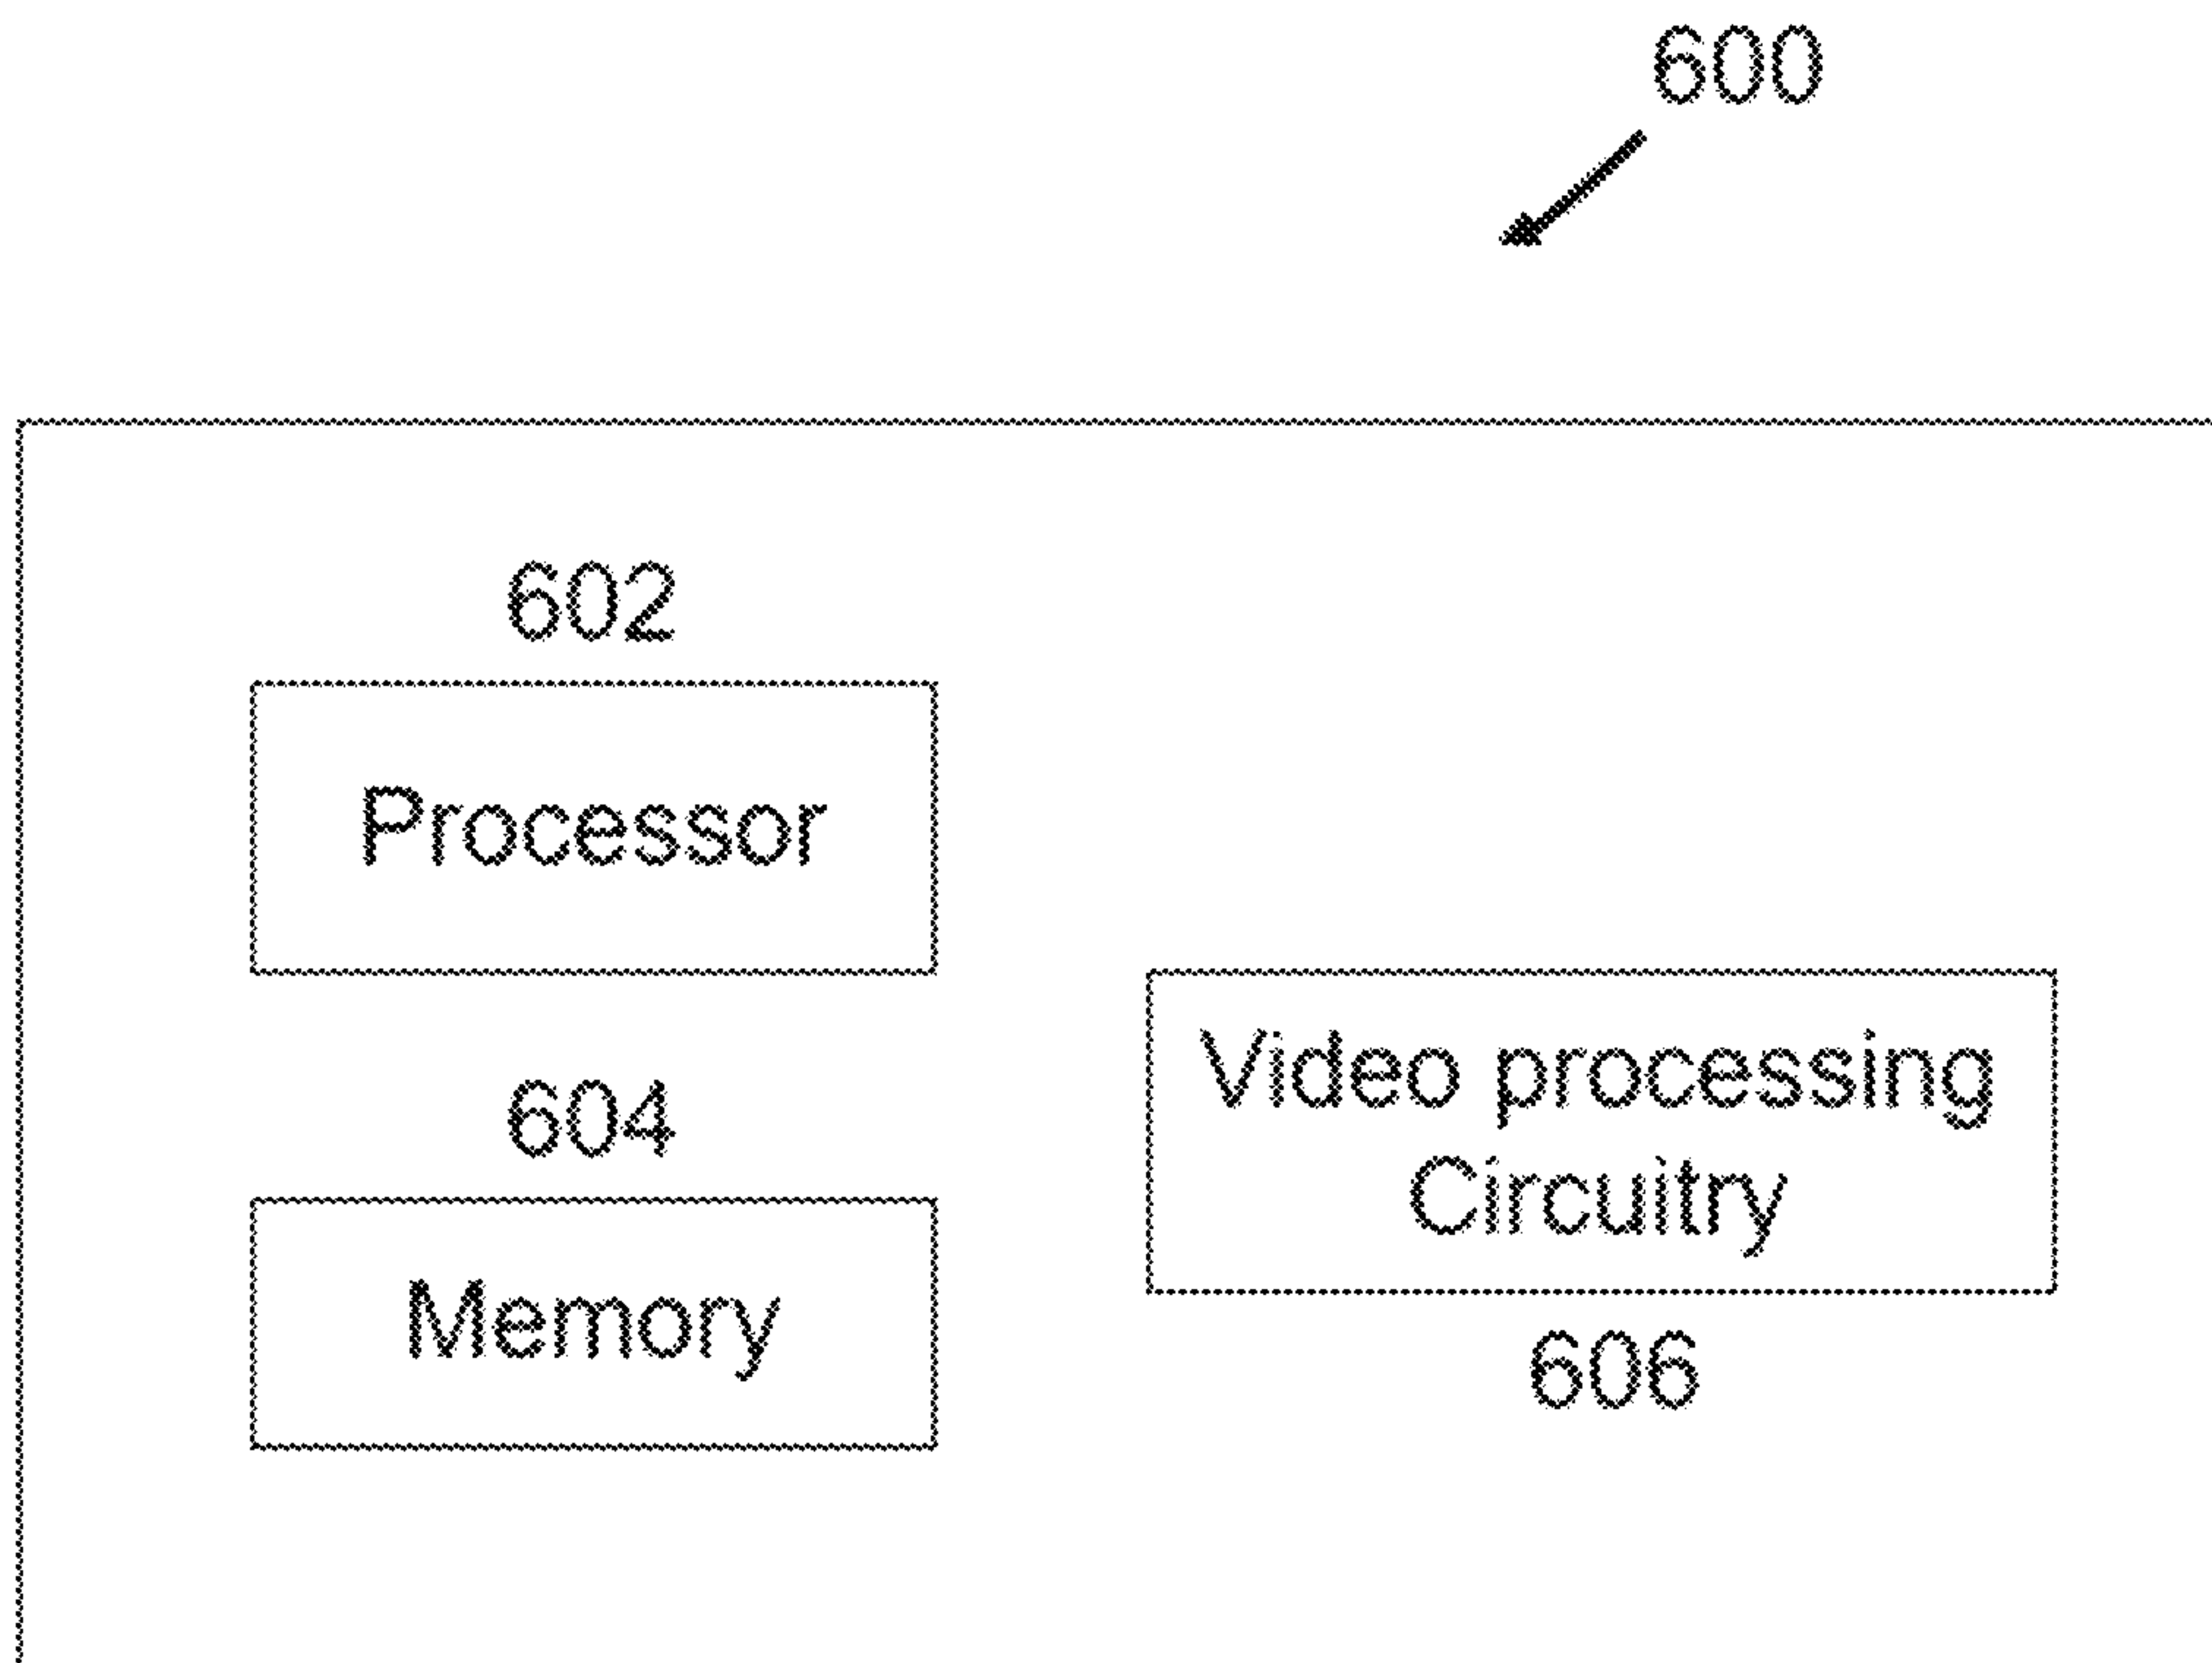 600
602
Processor
604
Memory
Video processing
Circuitry
606